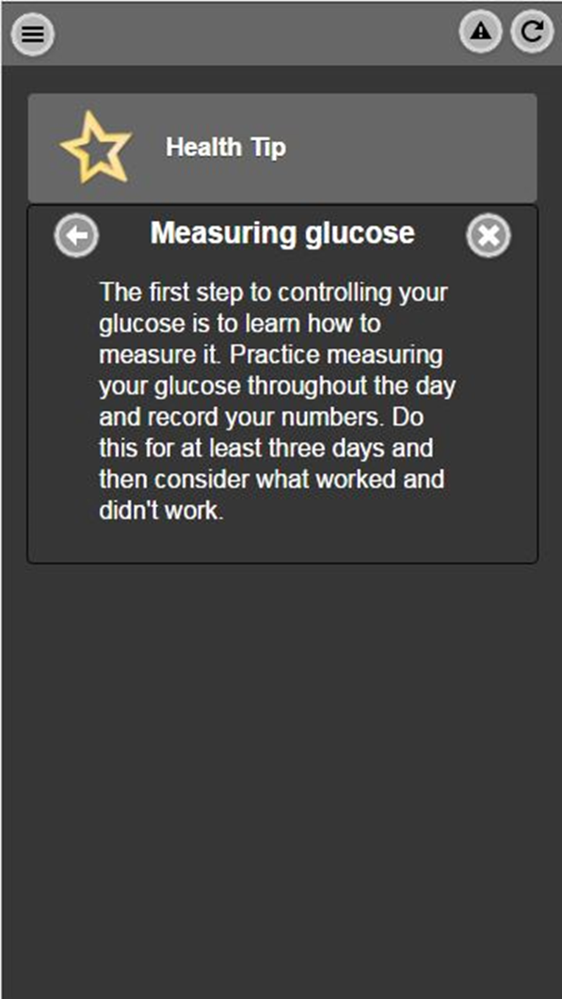 Health Tip
Measuring glucose
The first step to controlling your
glucose is to learn how to
measure it. Practice measuring
your glucose throughout the day
and record your numbers. Do
this for at least three days and
then consider what worked and
didn't work.